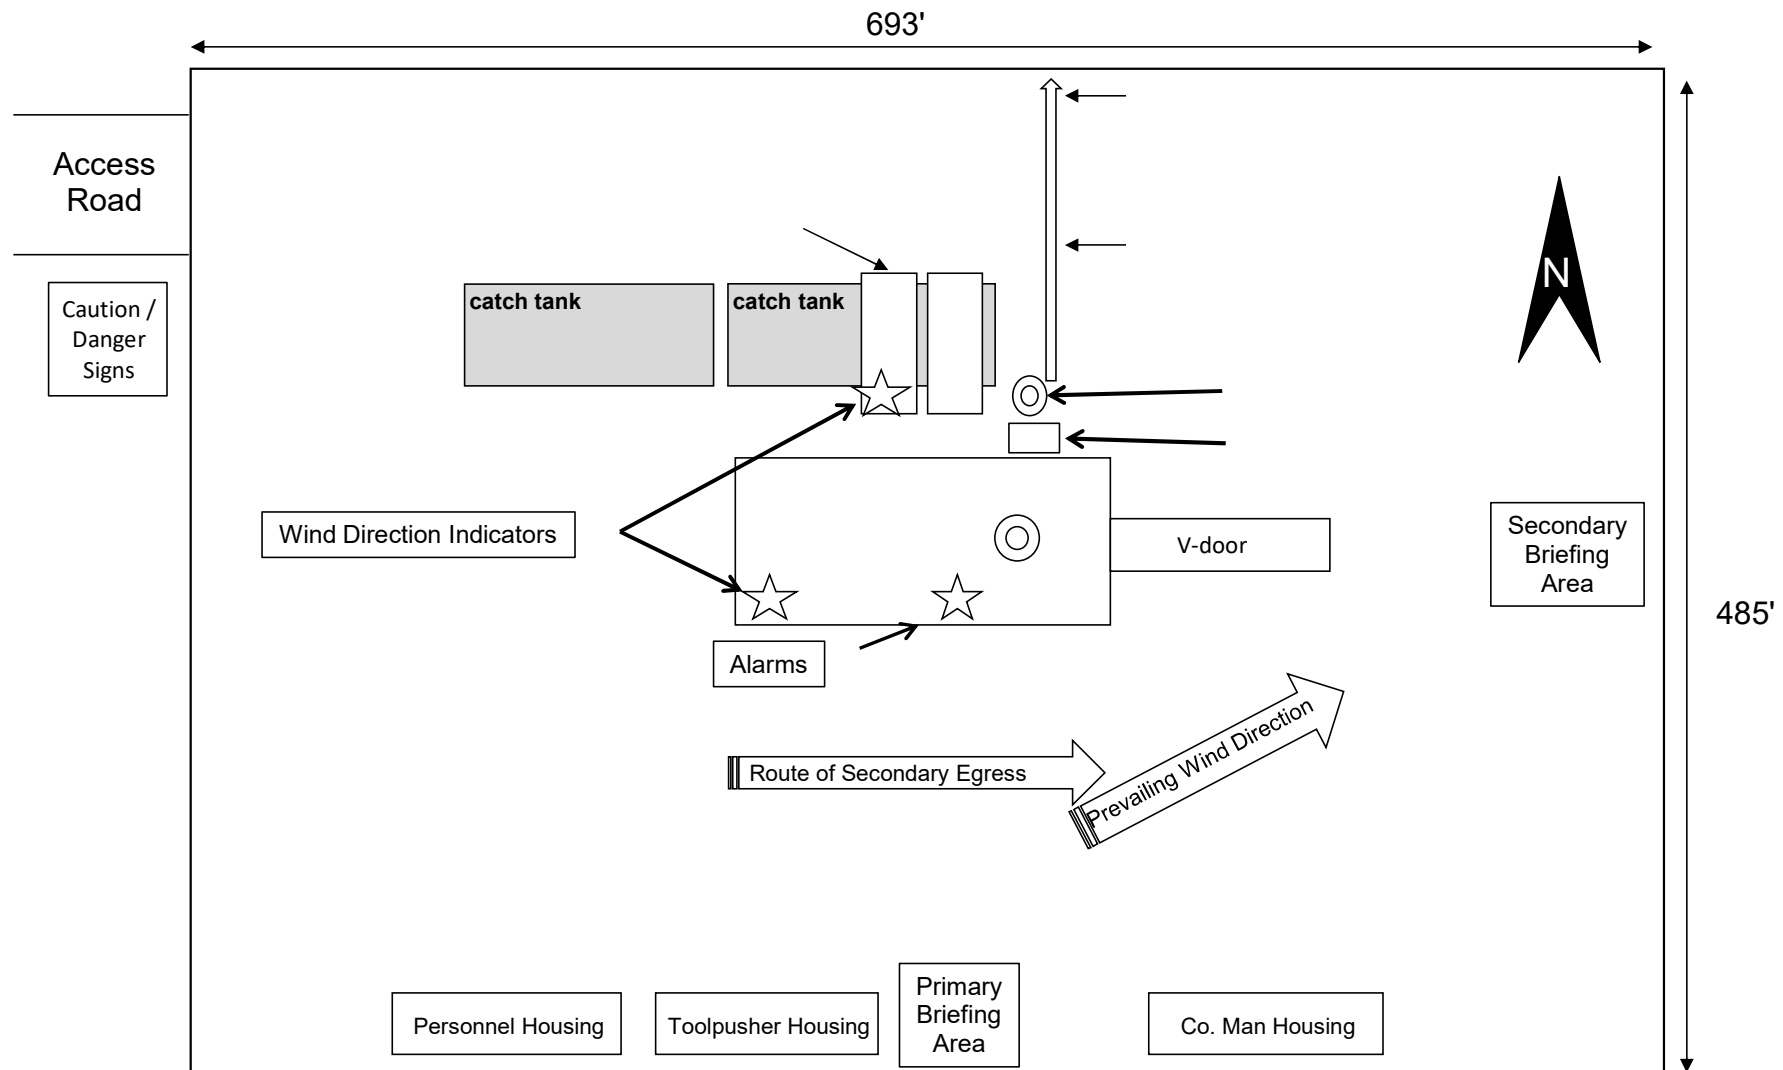 693'
Access
Road
N
Caution /
Danger
Signs
catch tank
catch tank
Wind Direction Indicators
V-door
Secondary
Briefing
Area
485'
Alarms
Prevailing Wind Direction
Route of Secondary Egress
Personnel Housing
Toolpusher Housing
Primary
Briefing
Area
Co. Man Housing